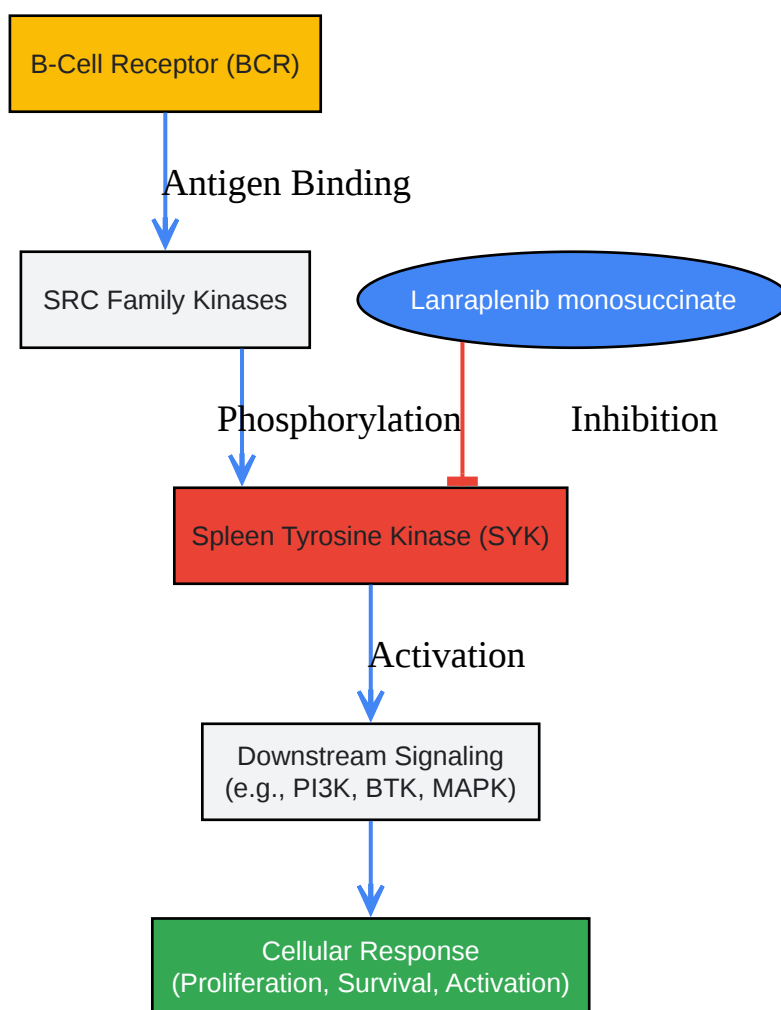 B-Cell Receptor (BCR)
Antigen Binding
SRC Family Kinases
Lanraplenib monosuccinate
Phosphorylation
Inhibition
Spleen Tyrosine Kinase (SYK)
Activation
Downstream Signaling
(e.g., PI3K, BTK, MAPK)
Cellular Response
(Proliferation, Survival, Activation)